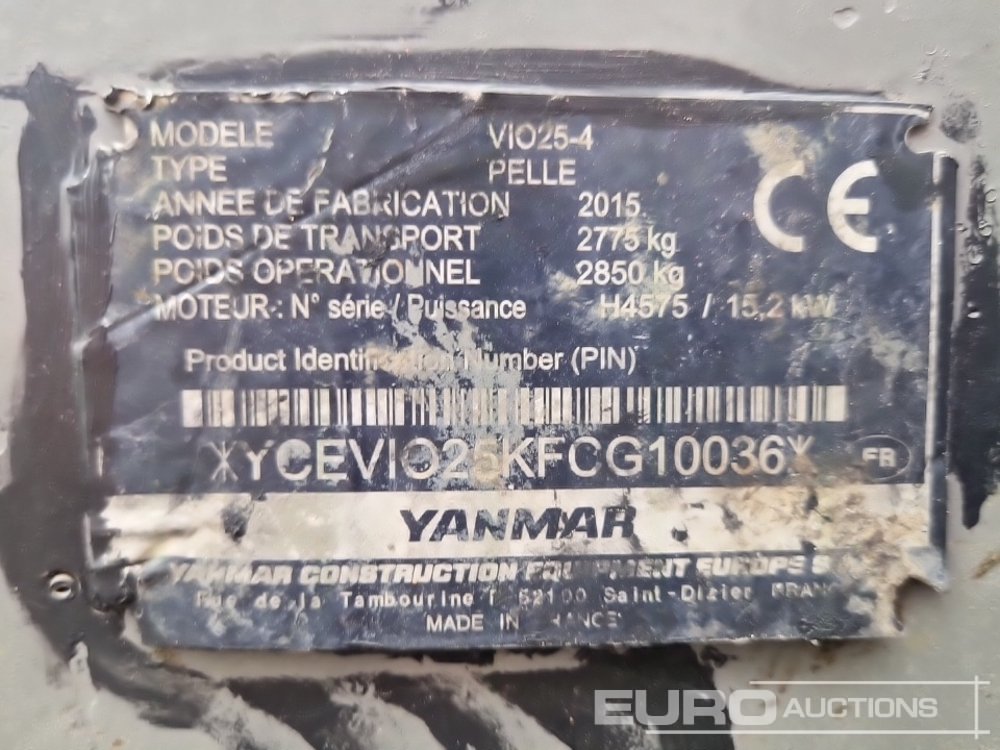 MODELE VIO25-4
TYPE PELLE
ANNEE DE FABRICATION 2015
POIDS DE TRANSPORT 2775 kg
POIDS OPERATIONNEL 2850 kg
MOTEUR : N° série / Puissance H4575 / 15,2 kW
CE
Product Identification Number (PIN)
*YCEVIO25KFCG10036*
FR
YANMAR
YANMAR CONSTRUCTION EQUIPMENT EUROPE
Rue de la Tambourine 52100 Saint-Dizier FRANCE
MADE IN FRANCE
EURO AUCTIONS